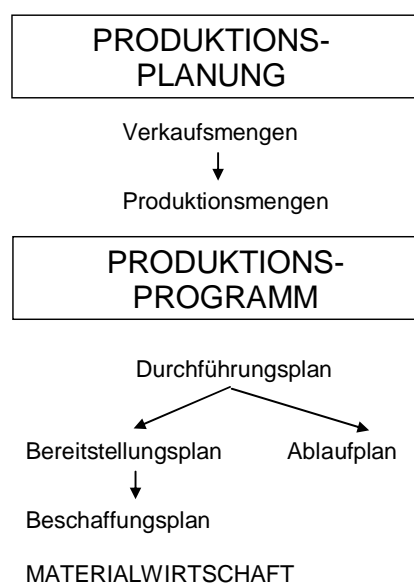 PRODUKTIONS-
PLANUNG
Verkaufsmengen
Produktionsmengen
PRODUKTIONS-
PROGRAMM
Durchführungsplan
Bereitstellungsplan Ablaufplan
Beschaffungsplan
MATERIALWIRTSCHAFT